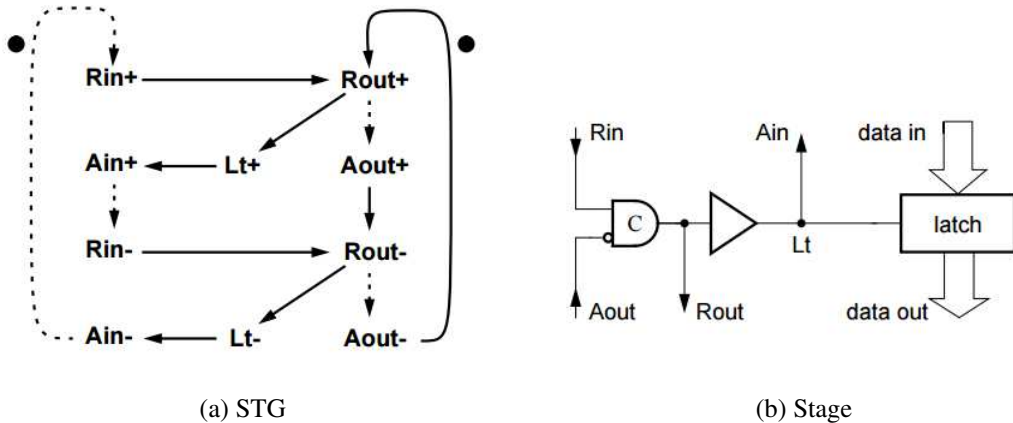 Rin+ Rout+
Ain+ Lt+ Aout+
Rin- Rout-
Ain- Lt- Aout-
Rin Ain data in
C latch
Lt
Aout Rout data out
(a) STG (b) Stage